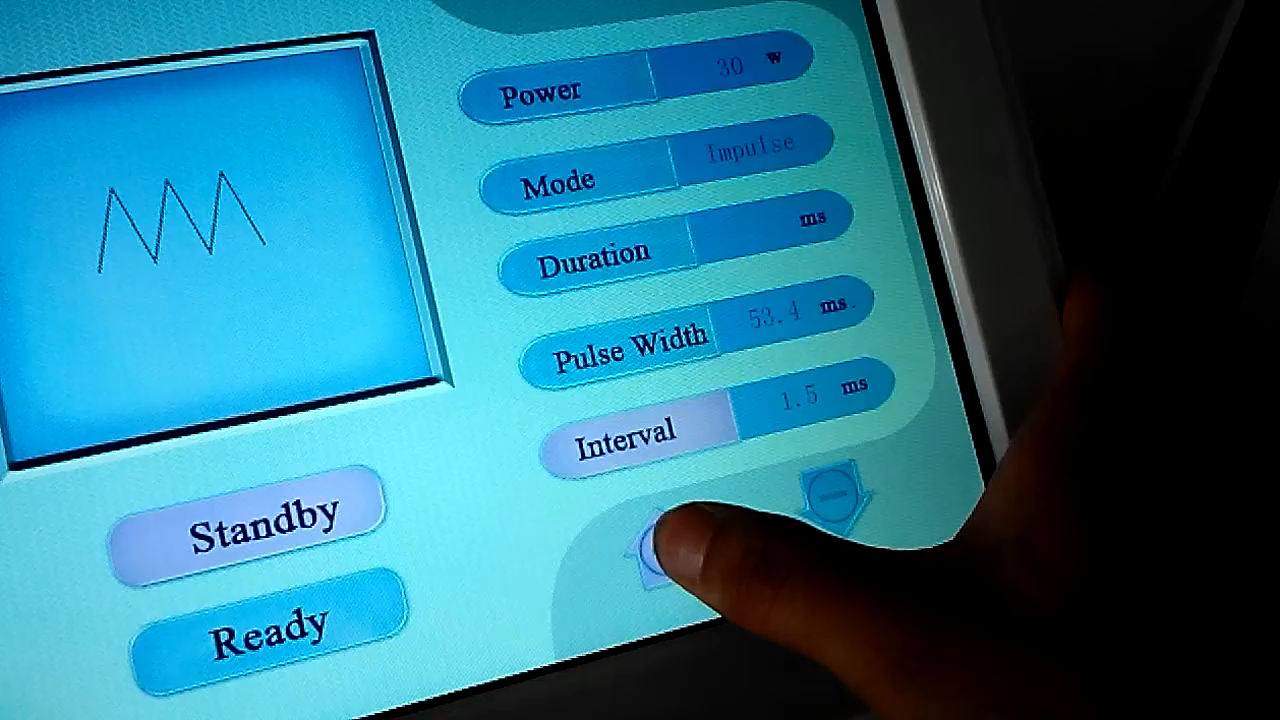 Power 30 w
Mode Impulse
Duration ms
Pulse Width 53.4 ms.
Interval 1.5 ms
Standby
Ready